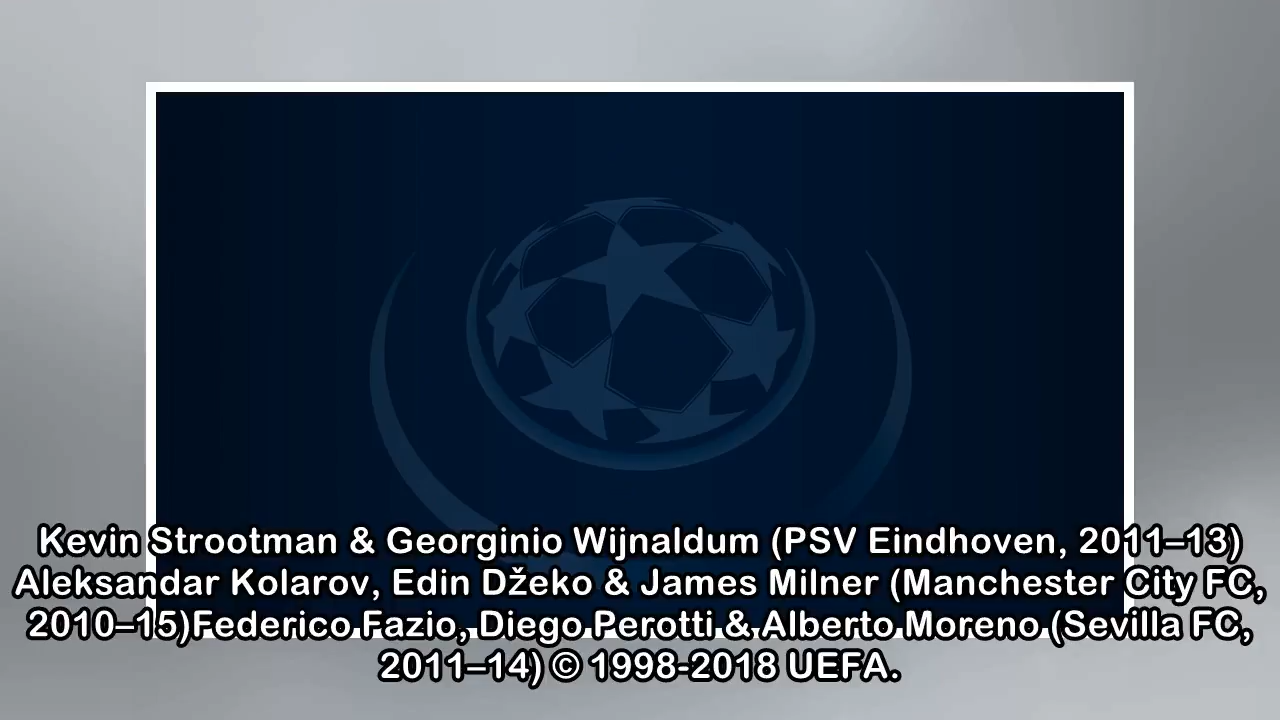 Kevin Strootman & Georginio Wijnaldum (PSV Eindhoven, 2011–13)
Aleksandar Kolarov, Edin Džeko & James Milner (Manchester City FC,
2010–15)Federico Fazio, Diego Perotti & Alberto Moreno (Sevilla FC,
2011–14) © 1998-2018 UEFA.